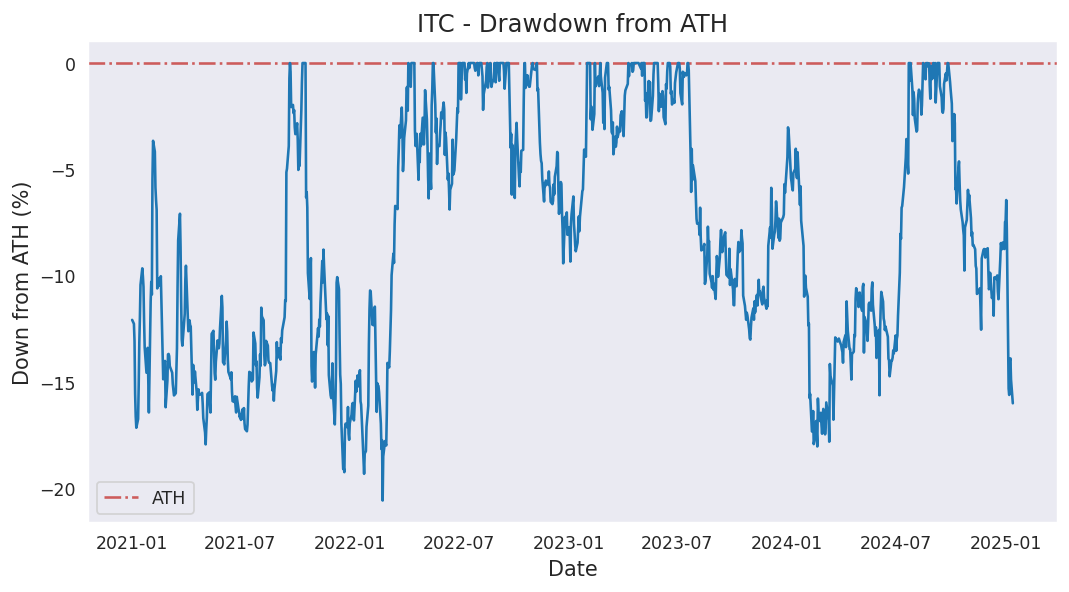 ITC - Drawdown from ATH
Down from ATH (%)
0
−5
−10
−15
−20
ATH
2021-01 2021-07 2022-01 2022-07 2023-01 2023-07 2024-01 2024-07 2025-01
Date